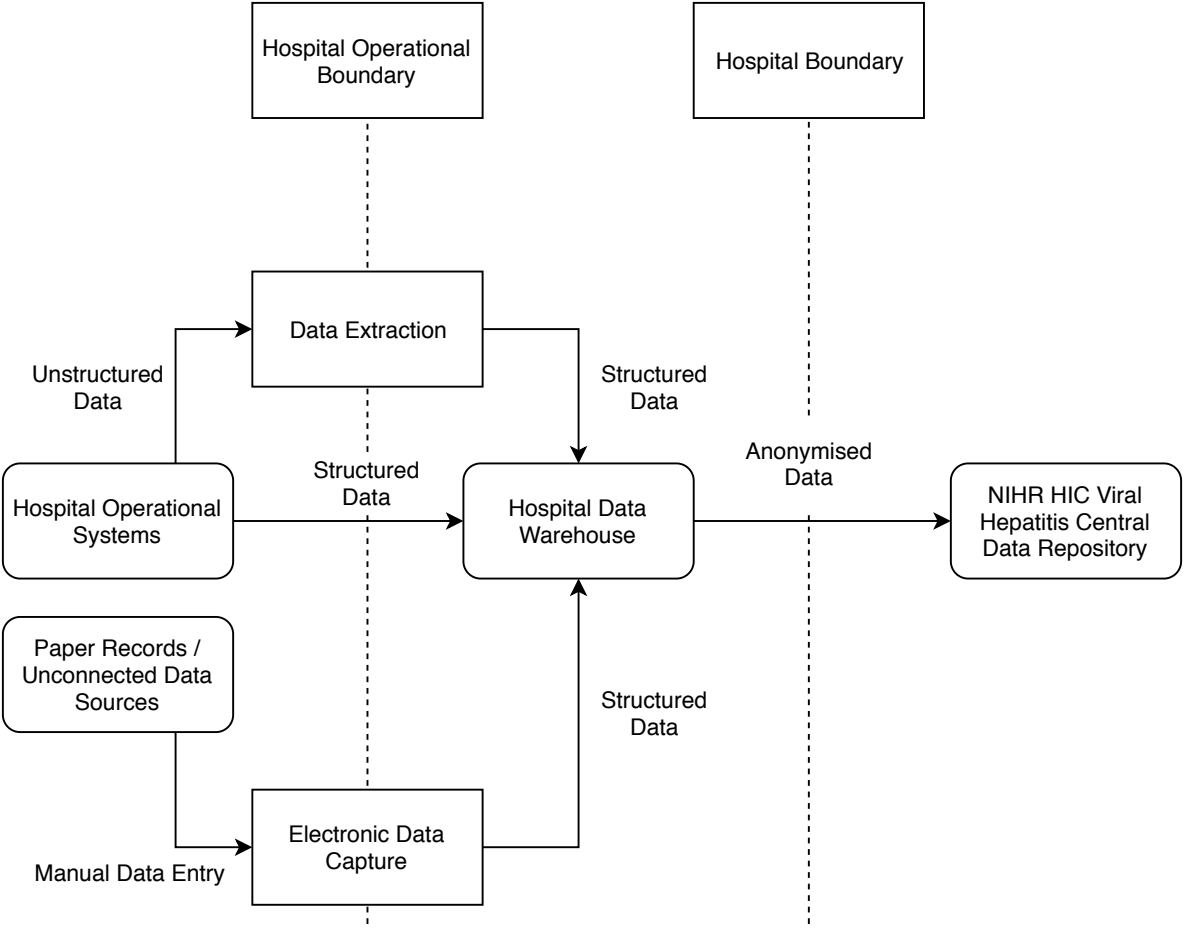 Hospital Operational
Boundary
Hospital Boundary
Data Extraction
Unstructured
Data
Structured
Data
Structured
Data
Anonymised
Data
Hospital Operational
Systems
Hospital Data
Warehouse
NIHR HIC Viral
Hepatitis Central
Data Repository
Paper Records /
Unconnected Data
Sources
Structured
Data
Electronic Data
Capture
Manual Data Entry